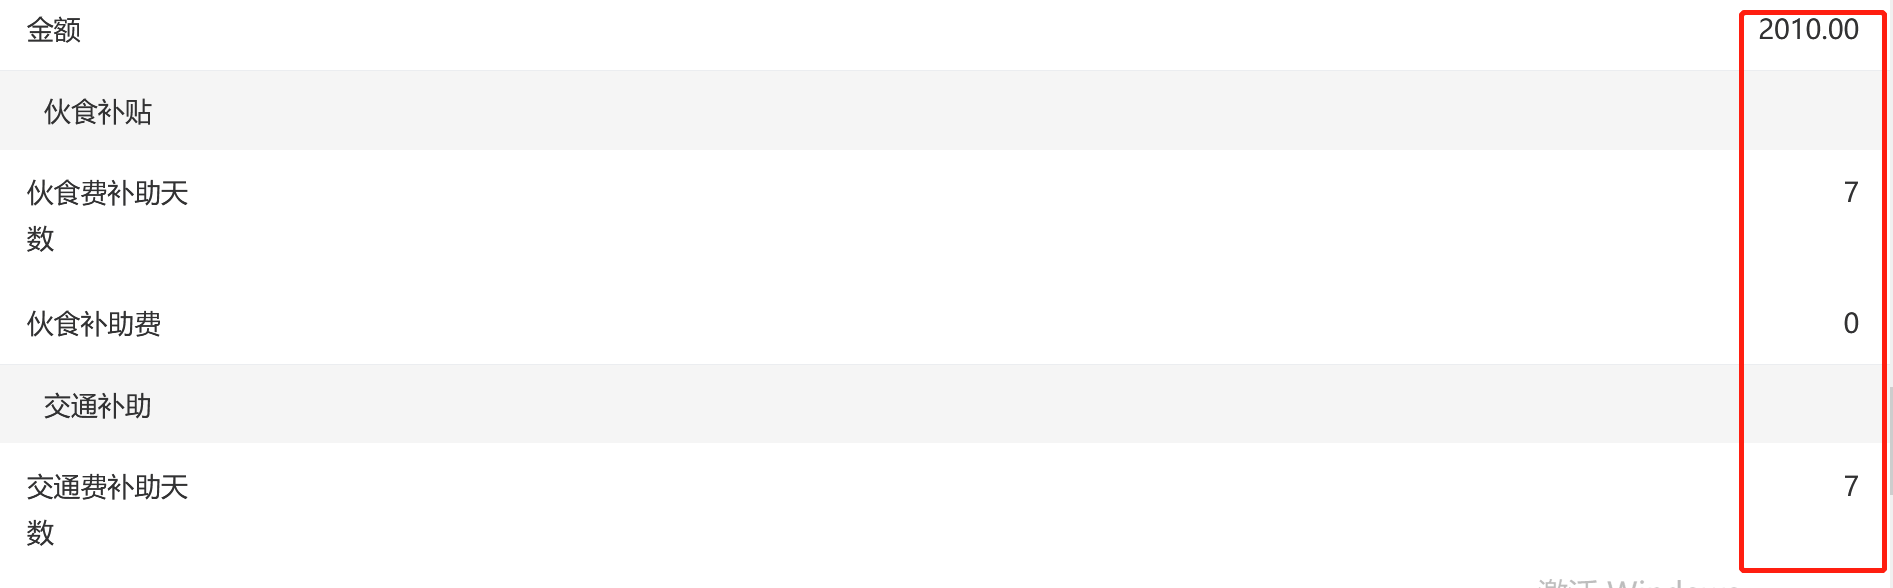 金额 2010.00
伙食补贴
伙食费补助天 7
数
伙食补助费 0
交通补助
交通费补助天 7
数